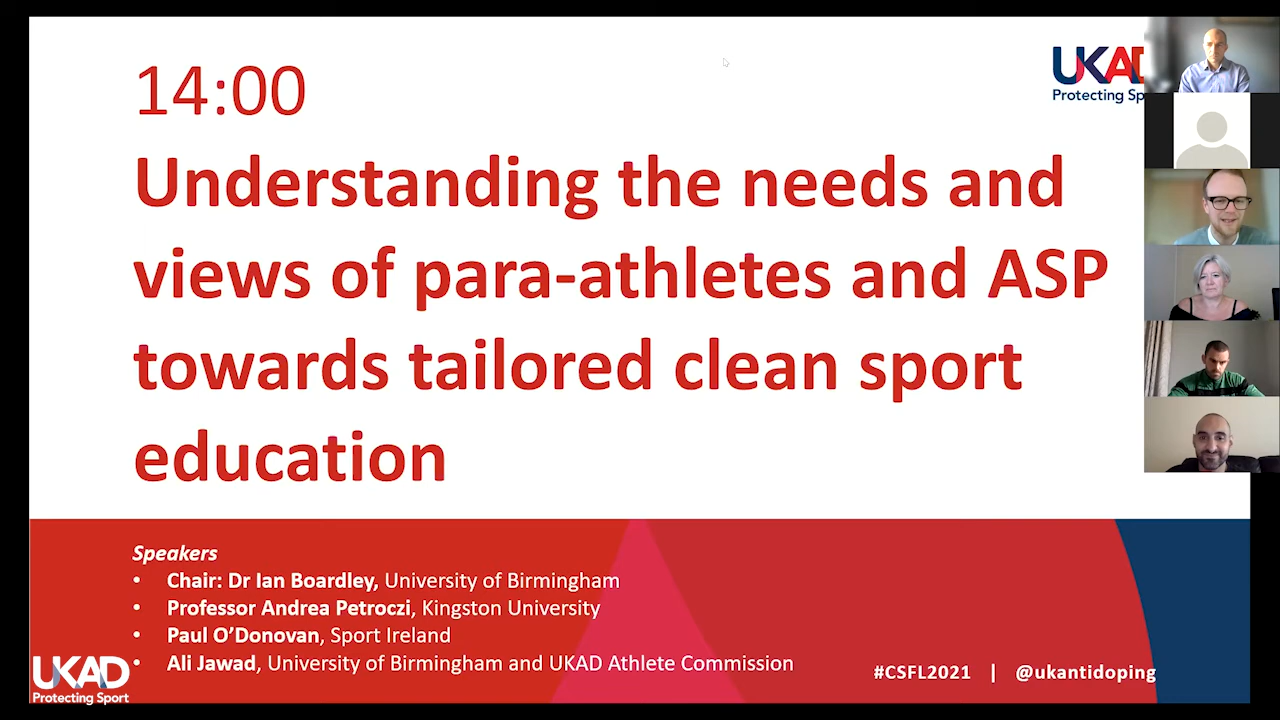 14:00
UKAD
Protecting Sp
Understanding the needs and
views of para-athletes and ASP
towards tailored clean sport
education
Speakers
• Chair: Dr Ian Boardley, University of Birmingham
• Professor Andrea Petroczi, Kingston University
• Paul O'Donovan, Sport Ireland
• Ali Jawad, University of Birmingham and UKAD Athlete Commission
#CSFL2021 | @ukantidoping
UKAD
Protecting Sport